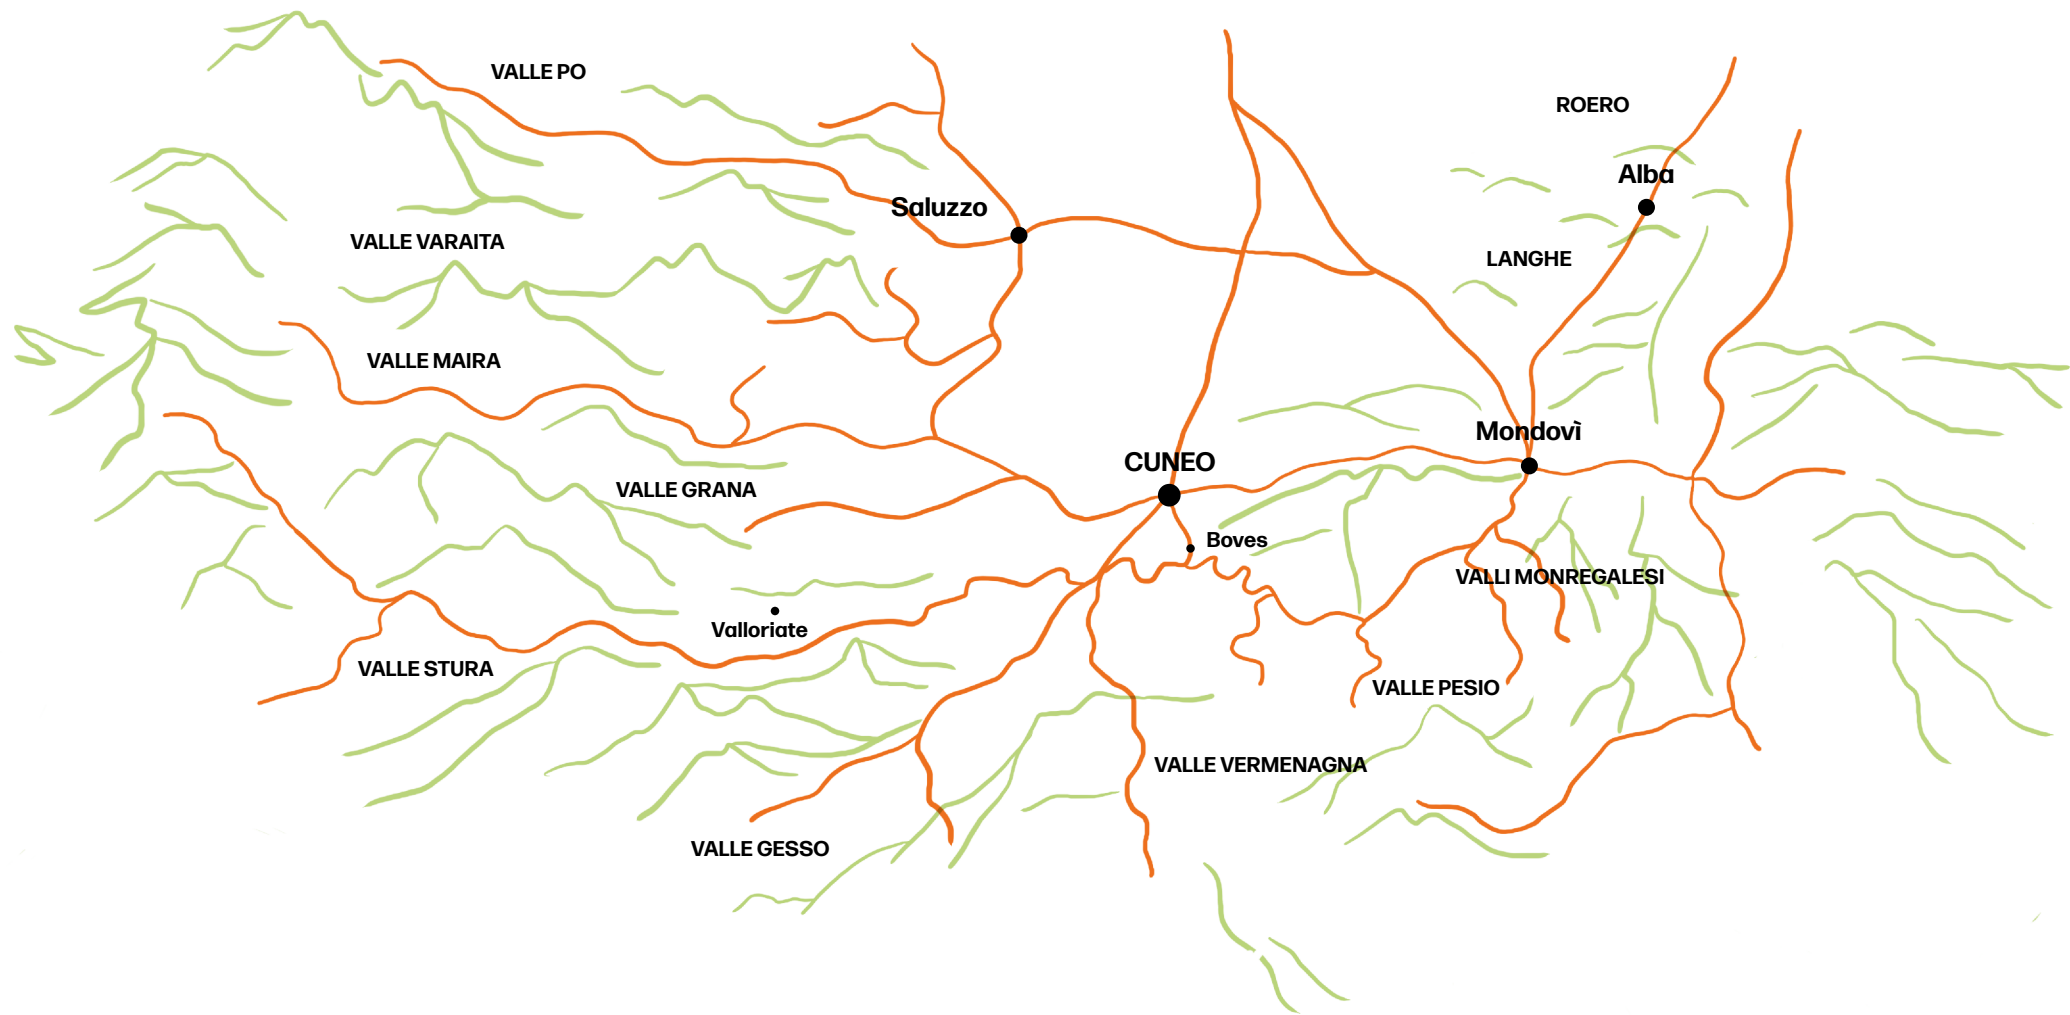 VALLE PO
ROERO
Alba
Saluzzo
VALLE VARAITA
LANGHE
VALLE MAIRA
Mondovì
CUNEO
VALLE GRANA
Boves
VALLI MONREGALESI
Valloriate
VALLE STURA
VALLE PESIO
VALLE VERMENAGNA
VALLE GESSO